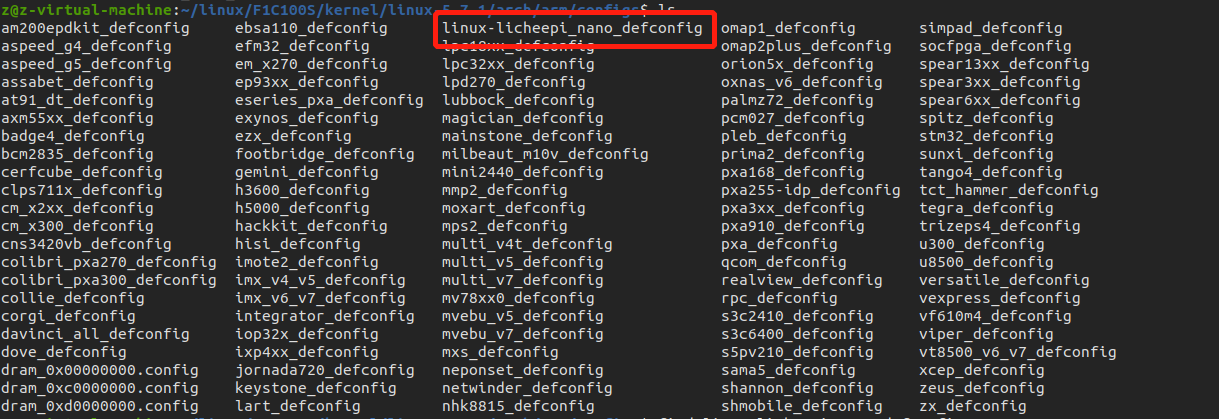 z@z-virtual-machine:~/linux/F1C100S/kernel/linux-5.7.1/arch/arm/configs$ ls
am200epdkit_defconfig ebsa110_defconfig linux-licheepi_nano_defconfig omap1_defconfig simpad_defconfig
aspeed_g4_defconfig efm32_defconfig lpc18xx_defconfig omap2plus_defconfig socfpga_defconfig
aspeed_g5_defconfig em_x270_defconfig lpc32xx_defconfig orion5x_defconfig spear13xx_defconfig
assabet_defconfig ep93xx_defconfig lpd270_defconfig oxnas_v6_defconfig spear3xx_defconfig
at91_dt_defconfig eseries_pxa_defconfig lubbock_defconfig palmz72_defconfig spear6xx_defconfig
axm55xx_defconfig exynos_defconfig magician_defconfig pcm027_defconfig spitz_defconfig
badge4_defconfig ezx_defconfig mainstone_defconfig pleb_defconfig stm32_defconfig
bcm2835_defconfig footbridge_defconfig milbeaut_m10v_defconfig prima2_defconfig sunxi_defconfig
cerfcube_defconfig gemini_defconfig mini2440_defconfig pxa168_defconfig tango4_defconfig
clps711x_defconfig h3600_defconfig mmp2_defconfig pxa255-idp_defconfig tct_hammer_defconfig
cm_x2xx_defconfig h5000_defconfig moxart_defconfig pxa3xx_defconfig tegra_defconfig
cm_x300_defconfig hackkit_defconfig mps2_defconfig pxa910_defconfig trizeps4_defconfig
cns3420vb_defconfig hisi_defconfig multi_v4t_defconfig pxa_defconfig u300_defconfig
colibri_pxa270_defconfig imote2_defconfig multi_v5_defconfig qcom_defconfig u8500_defconfig
colibri_pxa300_defconfig imx_v4_v5_defconfig multi_v7_defconfig realview_defconfig versatile_defconfig
collie_defconfig imx_v6_v7_defconfig mv78xx0_defconfig rpc_defconfig vexpress_defconfig
corgi_defconfig integrator_defconfig mvebu_v5_defconfig s3c2410_defconfig vf610m4_defconfig
davinci_all_defconfig iop32x_defconfig mvebu_v7_defconfig s3c6400_defconfig viper_defconfig
dove_defconfig ixp4xx_defconfig mxs_defconfig s5pv210_defconfig vt8500_v6_v7_defconfig
dram_0x00000000.config jornada720_defconfig neponset_defconfig sama5_defconfig xcep_defconfig
dram_0xc0000000.config keystone_defconfig netwinder_defconfig shannon_defconfig zeus_defconfig
dram_0xd0000000.config lart_defconfig nhk8815_defconfig shmobile_defconfig zx_defconfig